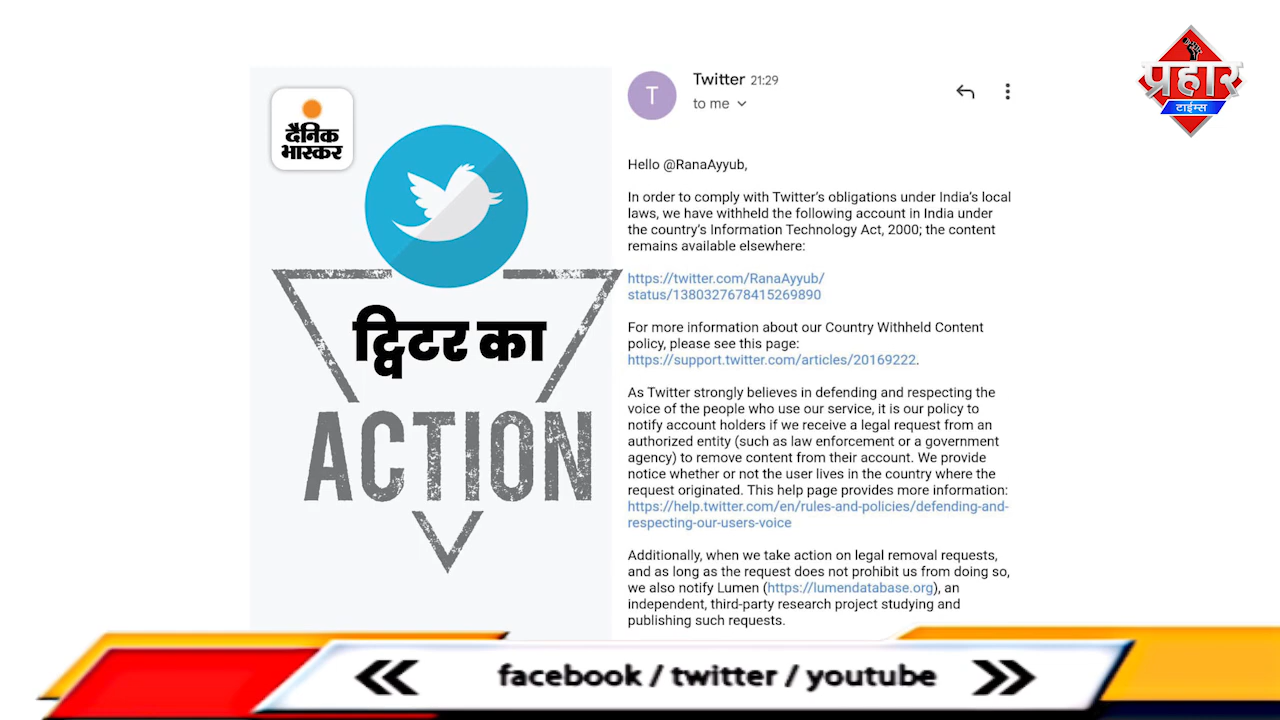 प्रहार
टाईम्स
दैनिक
भास्कर
ट्विटर का
ACTION
T
Twitter 21:29
to me
Hello @RanaAyyub,
In order to comply with Twitter's obligations under India's local
laws, we have withheld the following account in India under
the country's Information Technology Act, 2000; the content
remains available elsewhere:
https://twitter.com/RanaAyyub/
status/1380327678415269890
For more information about our Country Withheld Content
policy, please see this page:
https://support.twitter.com/articles/20169222.
As Twitter strongly believes in defending and respecting the
voice of the people who use our service, it is our policy to
notify account holders if we receive a legal request from an
authorized entity (such as law enforcement or a government
agency) to remove content from their account. We provide
notice whether or not the user lives in the country where the
request originated. This help page provides more information:
https://help.twitter.com/en/rules-and-policies/defending-and-
respecting-our-users-voice
Additionally, when we take action on legal removal requests,
and as long as the request does not prohibit us from doing so,
we also notify Lumen (https://lumendatabase.org), an
independent, third-party research project studying and
publishing such requests.
facebook / twitter / youtube